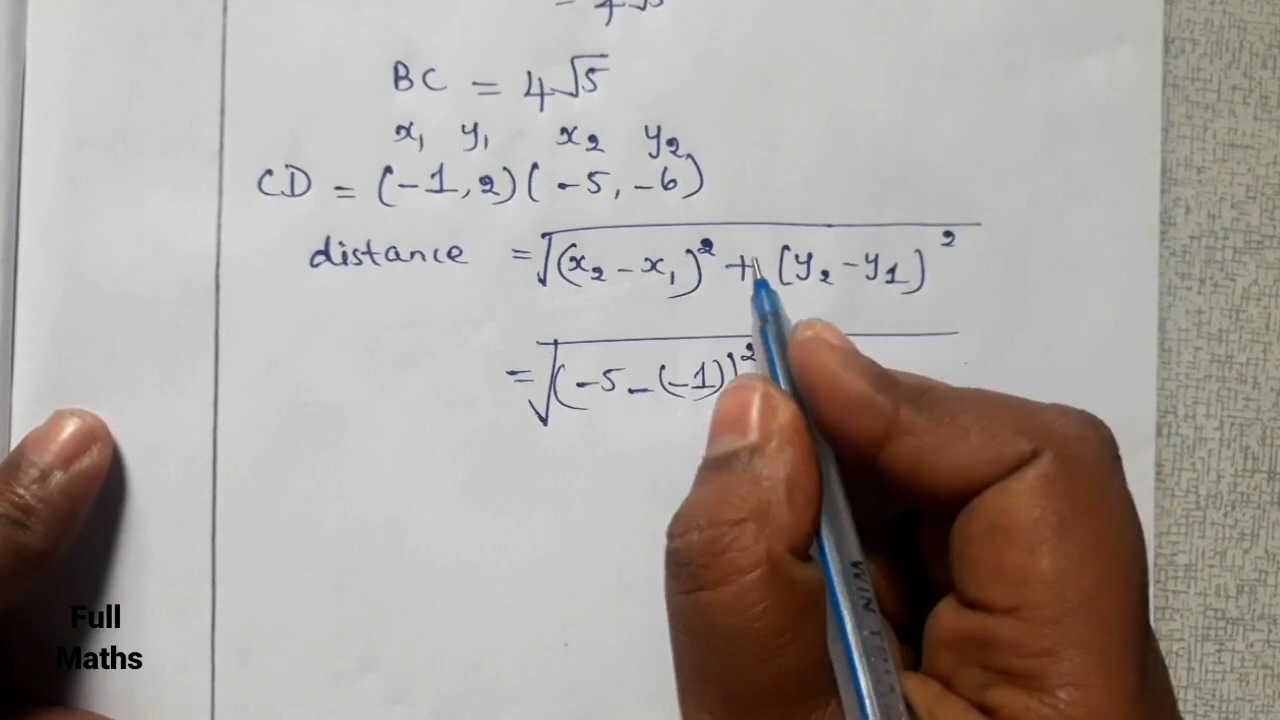 BC = 4√5
x₁ y₁ x₂ y₂
CD = (-1,2)(-5,-6)
distance = √(x₂-x₁)² + (y₂-y₁)²
= √(-5-(-1))²
Full
Maths